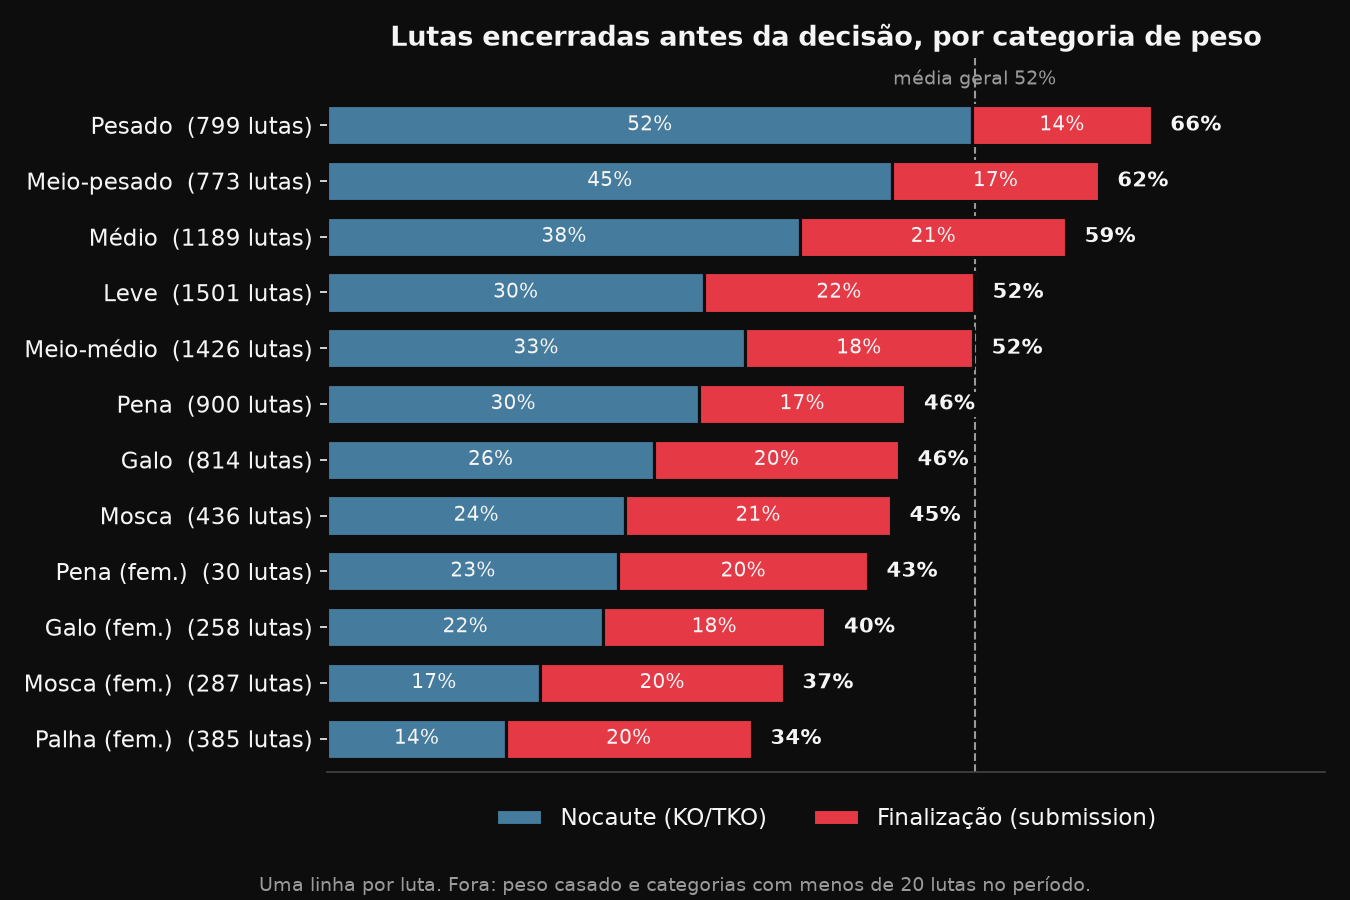 Lutas encerradas antes da decisão, por categoria de peso
média geral 52%
Pesado (799 lutas) 52% 14% 66%
Meio-pesado (773 lutas) 45% 17% 62%
Médio (1189 lutas) 38% 21% 59%
Leve (1501 lutas) 30% 22% 52%
Meio-médio (1426 lutas) 33% 18% 52%
Pena (900 lutas) 30% 17% 46%
Galo (814 lutas) 26% 20% 46%
Mosca (436 lutas) 24% 21% 45%
Pena (fem.) (30 lutas) 23% 20% 43%
Galo (fem.) (258 lutas) 22% 18% 40%
Mosca (fem.) (287 lutas) 17% 20% 37%
Palha (fem.) (385 lutas) 14% 20% 34%
Nocaute (KO/TKO) Finalização (submission)
Uma linha por luta. Fora: peso casado e categorias com menos de 20 lutas no período.